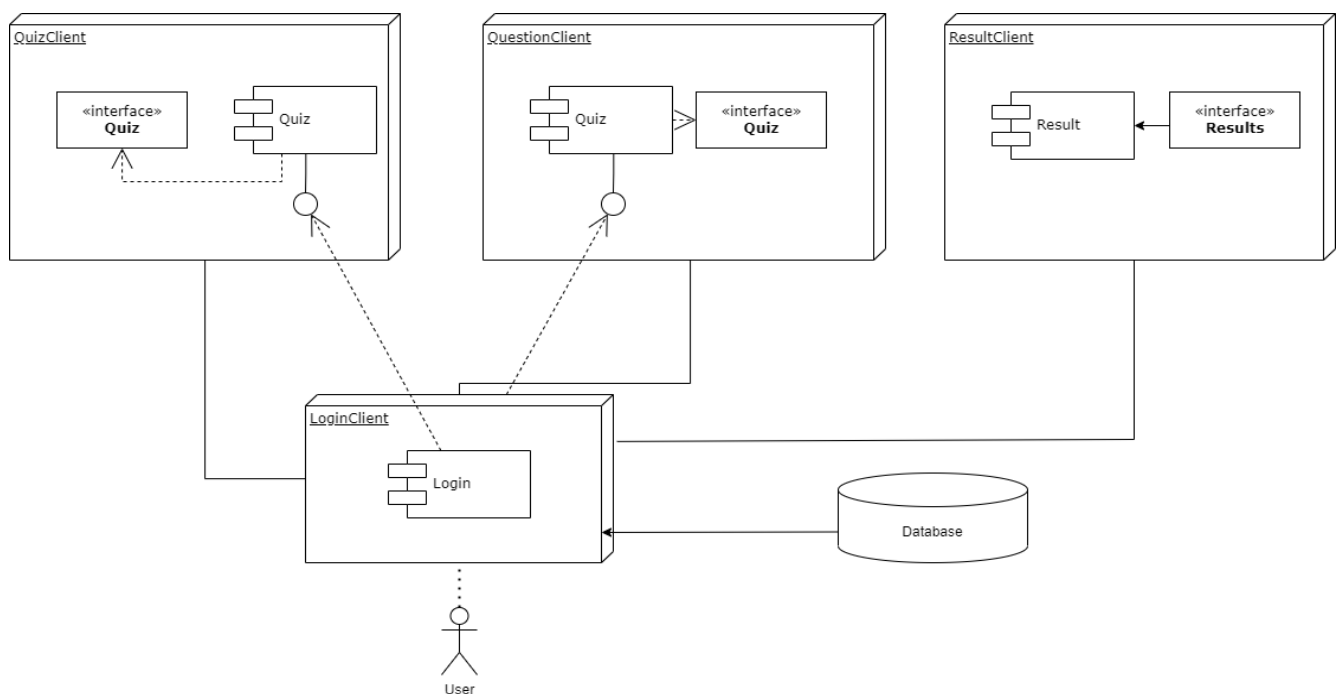 QuizClient
«interface»
Quiz
Quiz
QuestionClient
Quiz
«interface»
Quiz
ResultClient
Result
«interface»
Results
LoginClient
Login
Database
User